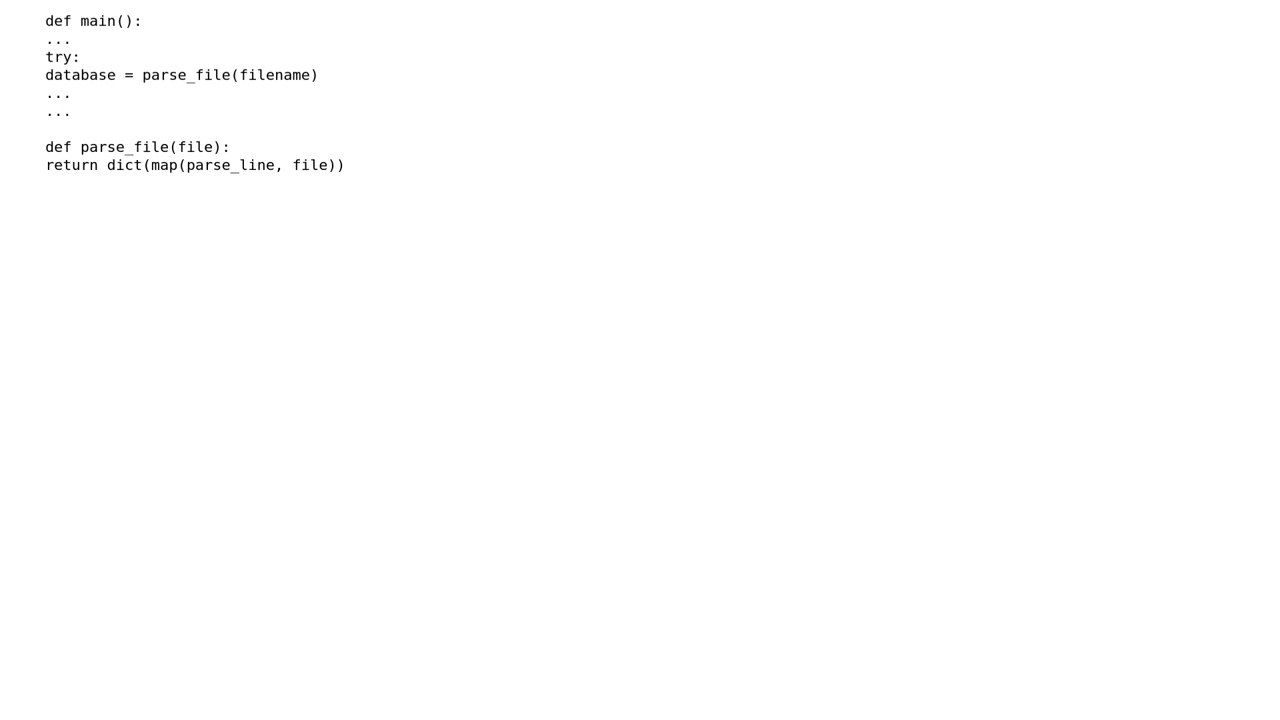 def main():
...
try:
database = parse_file(filename)
...
...

def parse_file(file):
return dict(map(parse_line, file))